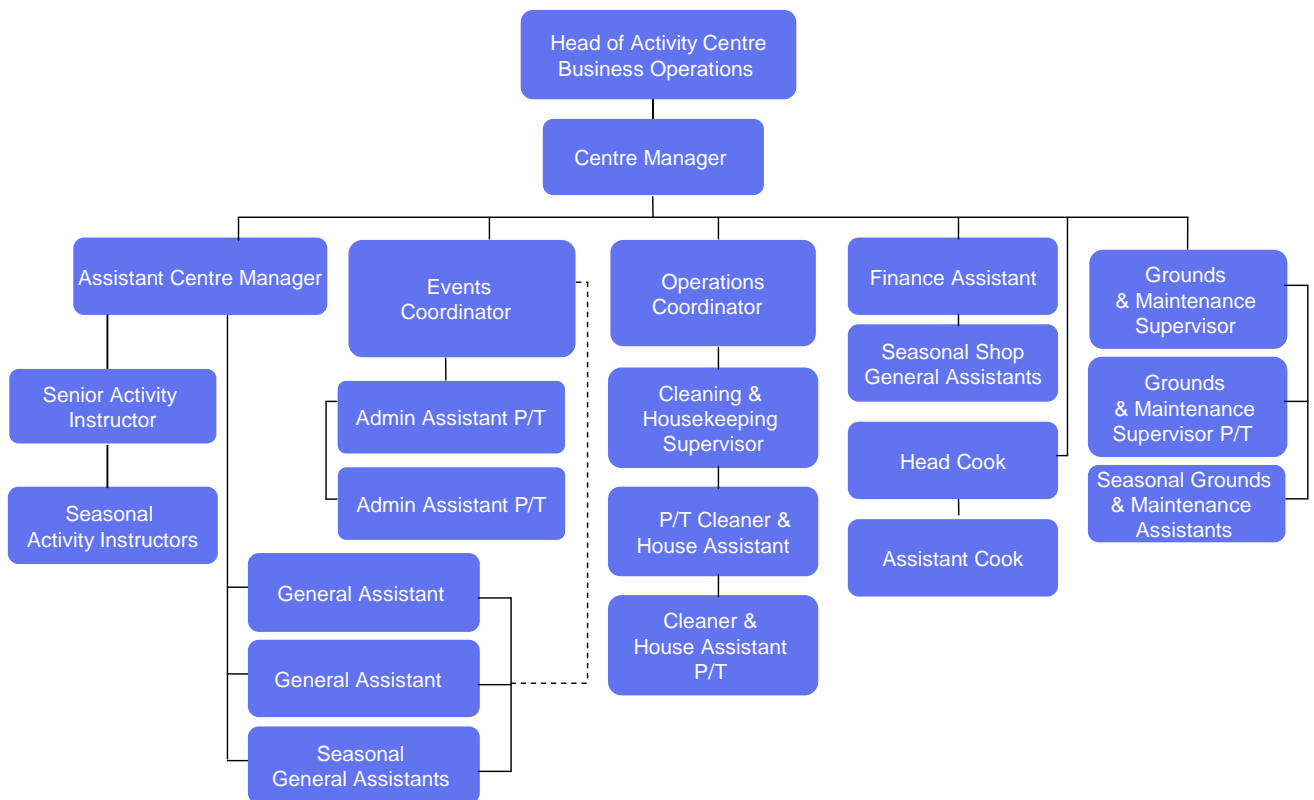 Head of Activity Centre
Business Operations
Centre Manager
Assistant Centre Manager
Events
Coordinator
Operations
Coordinator
Finance Assistant
Grounds
& Maintenance
Supervisor
Senior Activity
Instructor
Seasonal
Activity Instructors
Admin Assistant P/T
Admin Assistant P/T
General Assistant
General Assistant
Seasonal
General Assistants
Cleaning &
Housekeeping
Supervisor
P/T Cleaner &
House Assistant
Cleaner &
House Assistant
P/T
Seasonal Shop
General Assistants
Head Cook
Assistant Cook
Grounds
& Maintenance
Supervisor P/T
Seasonal Grounds
& Maintenance
Assistants